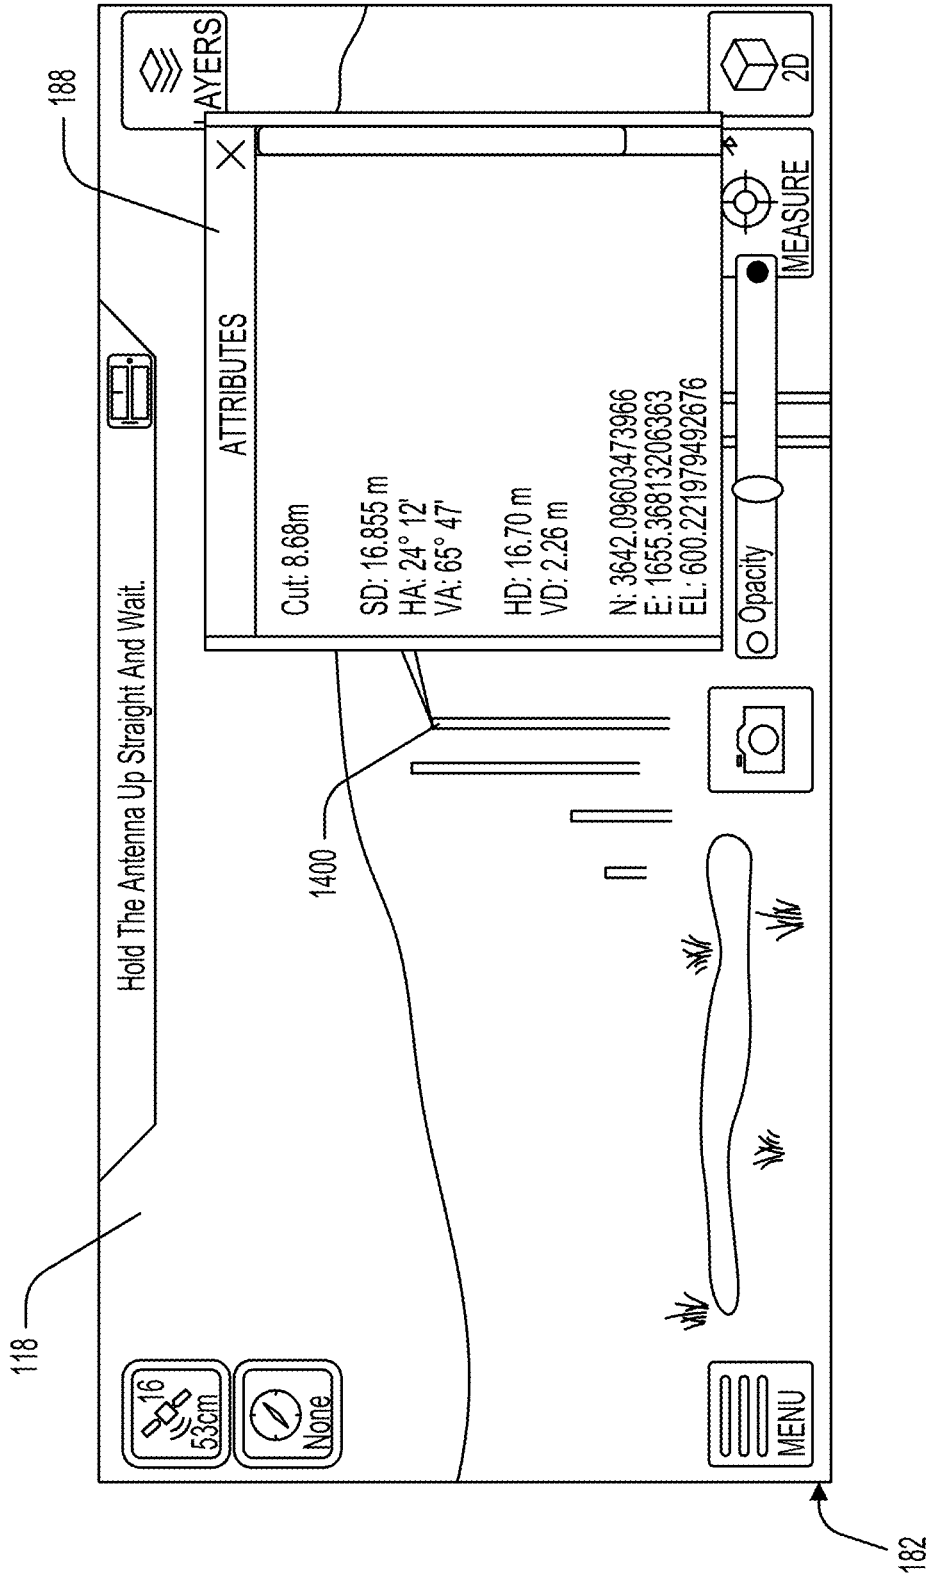 118
188
16
53cm
None
Hold The Antenna Up Straight And Wait.
AYERS
ATTRIBUTES
Cut: 8.68m
SD: 16.855 m
HA: 24° 12'
VA: 65° 47'
HD: 16.70 m
VD: 2.26 m
N: 3642.09603473966
E: 1655.36813206363
EL: 600.221979492676
1400
Opacity
MENU
MEASURE
2D
182